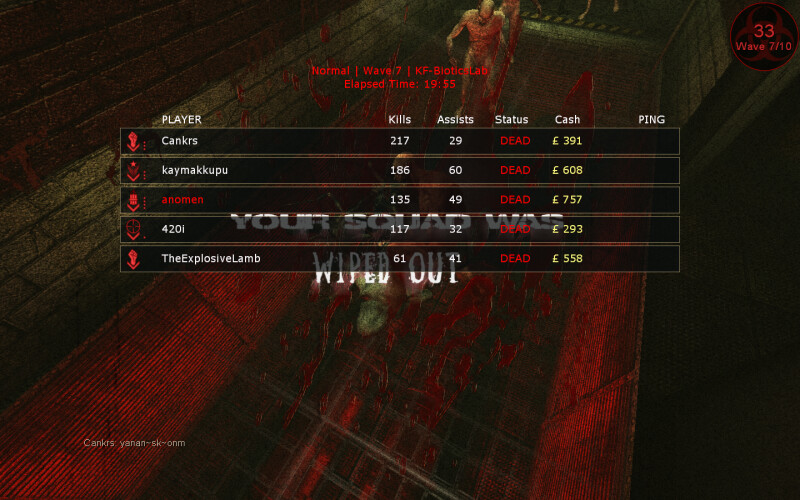 33
Wave 7/10
Normal | Wave 7 | KF-BioticsLab
Elapsed Time: 19:55
PLAYER Kills Assists Status Cash PING
Cankrs 217 29 DEAD £ 391
kaymakkupu 186 60 DEAD £ 608
anomen 135 49 DEAD £ 757
YOUR SQUAD WAS
420i 117 32 DEAD £ 293
TheExplosiveLamb 61 41 DEAD £ 558
WIPED OUT
Cankrs: yanan-sk-onm